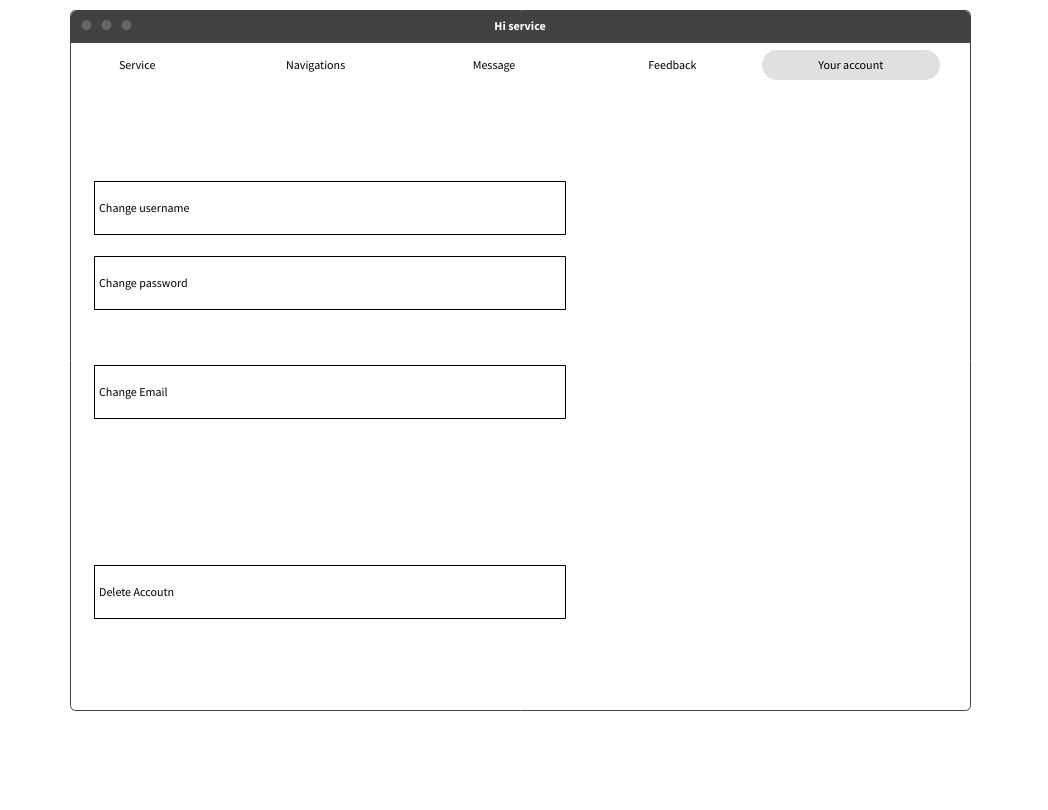 Hi service
Service Navigations Message Feedback Your account
Change username
Change password
Change Email
Delete Accoutn